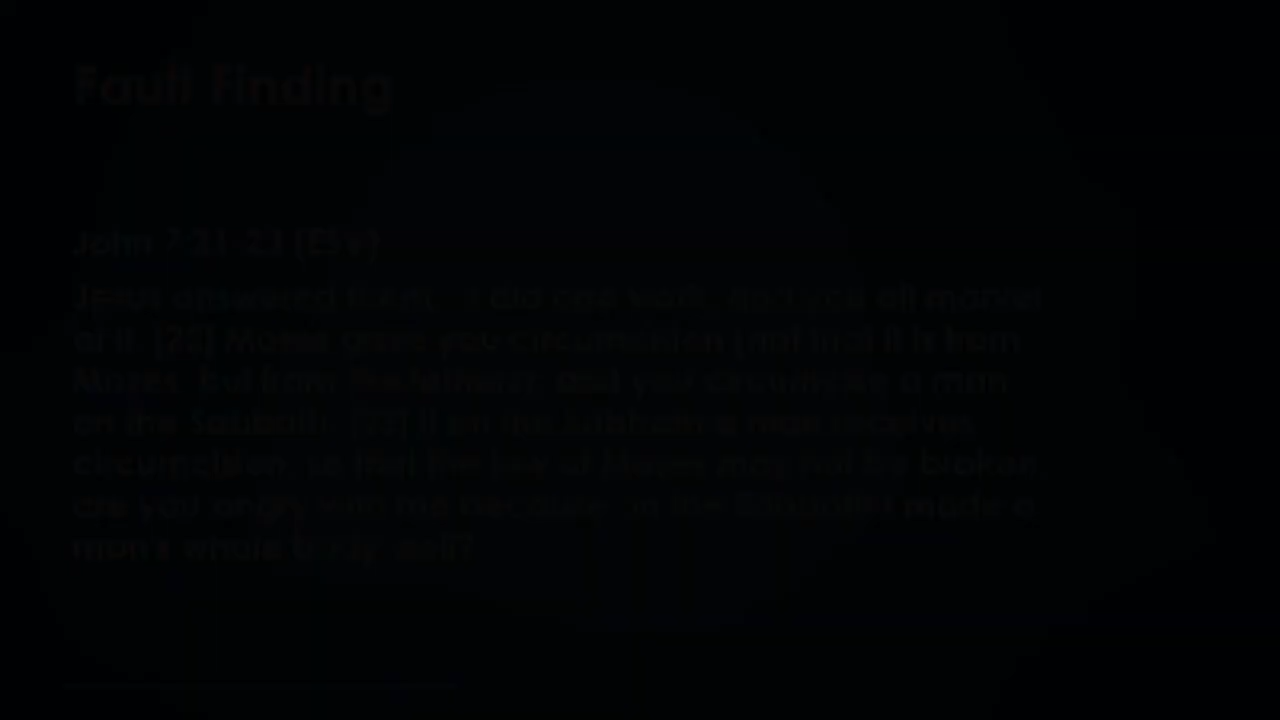 Fault Finding
John 7:21-23 (ESV)
Jesus answered them, "I did one work, and you all marvel
at it. [22] Moses gave you circumcision (not that it is from
Moses, but from the fathers), and you circumcise a man
on the Sabbath. [23] If on the Sabbath a man receives
circumcision, so that the law of Moses may not be broken,
are you angry with me because on the Sabbath I made a
man's whole body well?